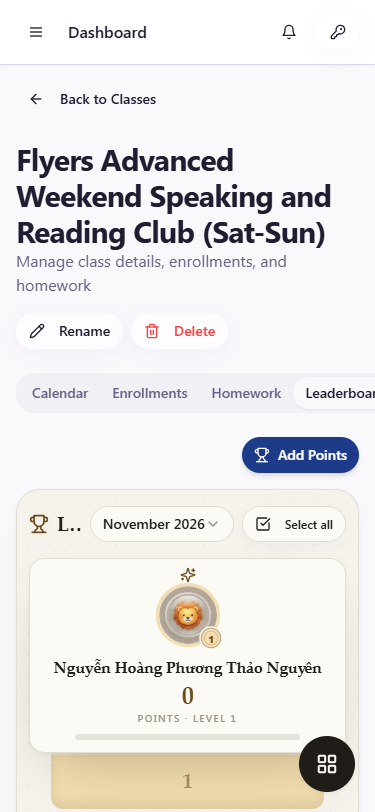 Dashboard
Back to Classes
Flyers Advanced
Weekend Speaking and
Reading Club (Sat-Sun)
Manage class details, enrollments, and
homework
Rename
Delete
Calendar
Enrollments
Homework
Leaderboar
Add Points
L..
November 2026
Select all
1
Nguyễn Hoàng Phương Thảo Nguyên
0
POINTS · LEVEL 1
1